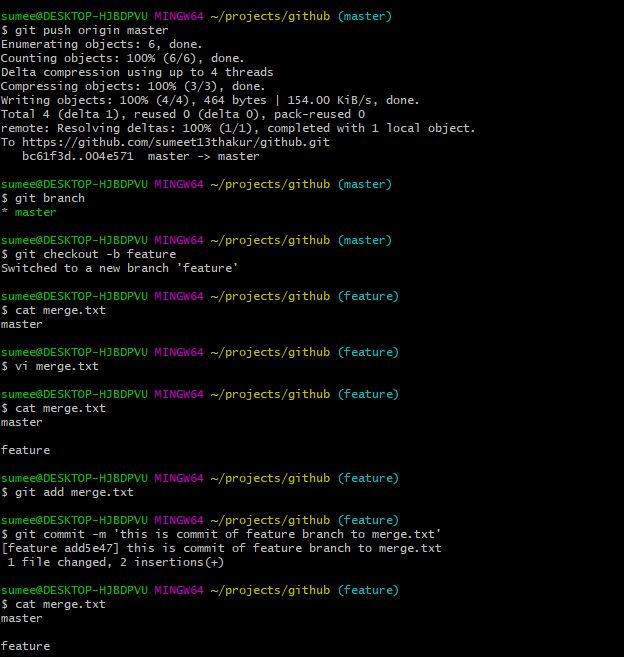 sumee@DESKTOP-HJBDPVU MINGW64 ~/projects/github (master)
$ git push origin master
Enumerating objects: 6, done.
Counting objects: 100% (6/6), done.
Delta compression using up to 4 threads
Compressing objects: 100% (3/3), done.
Writing objects: 100% (4/4), 464 bytes | 154.00 KiB/s, done.
Total 4 (delta 1), reused 0 (delta 0), pack-reused 0
remote: Resolving deltas: 100% (1/1), completed with 1 local object.
To https://github.com/sumeet13thakur/github.git
   bc61f3d..004e571  master -> master
sumee@DESKTOP-HJBDPVU MINGW64 ~/projects/github (master)
$ git branch
* master
sumee@DESKTOP-HJBDPVU MINGW64 ~/projects/github (master)
$ git checkout -b feature
Switched to a new branch 'feature'
sumee@DESKTOP-HJBDPVU MINGW64 ~/projects/github (feature)
$ cat merge.txt
master
sumee@DESKTOP-HJBDPVU MINGW64 ~/projects/github (feature)
$ vi merge.txt
sumee@DESKTOP-HJBDPVU MINGW64 ~/projects/github (feature)
$ cat merge.txt
master
feature
sumee@DESKTOP-HJBDPVU MINGW64 ~/projects/github (feature)
$ git add merge.txt
sumee@DESKTOP-HJBDPVU MINGW64 ~/projects/github (feature)
$ git commit -m 'this is commit of feature branch to merge.txt'
[feature add5e47] this is commit of feature branch to merge.txt
 1 file changed, 2 insertions(+)
sumee@DESKTOP-HJBDPVU MINGW64 ~/projects/github (feature)
$ cat merge.txt
master
feature